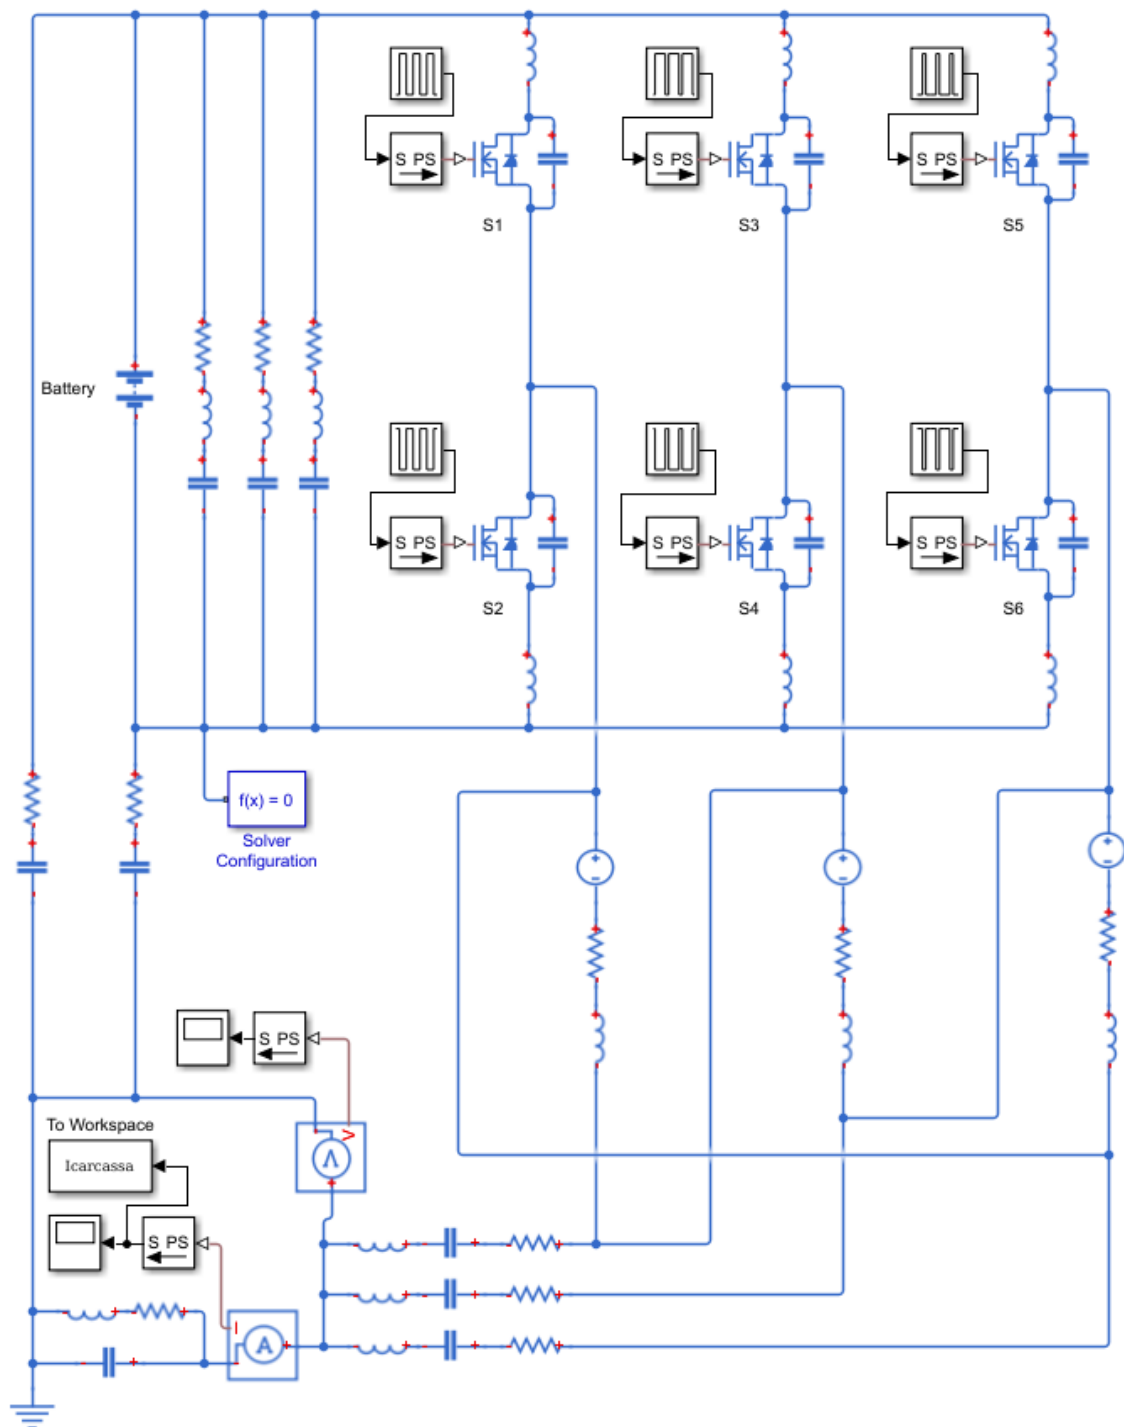 S PS
S PS
S PS
S1
S3
S5
Battery
S PS
S PS
S PS
S2
S4
S6
f(x) = 0
Solver
Configuration
S PS
To Workspace
V
V
Icarcassa
S PS
I
A